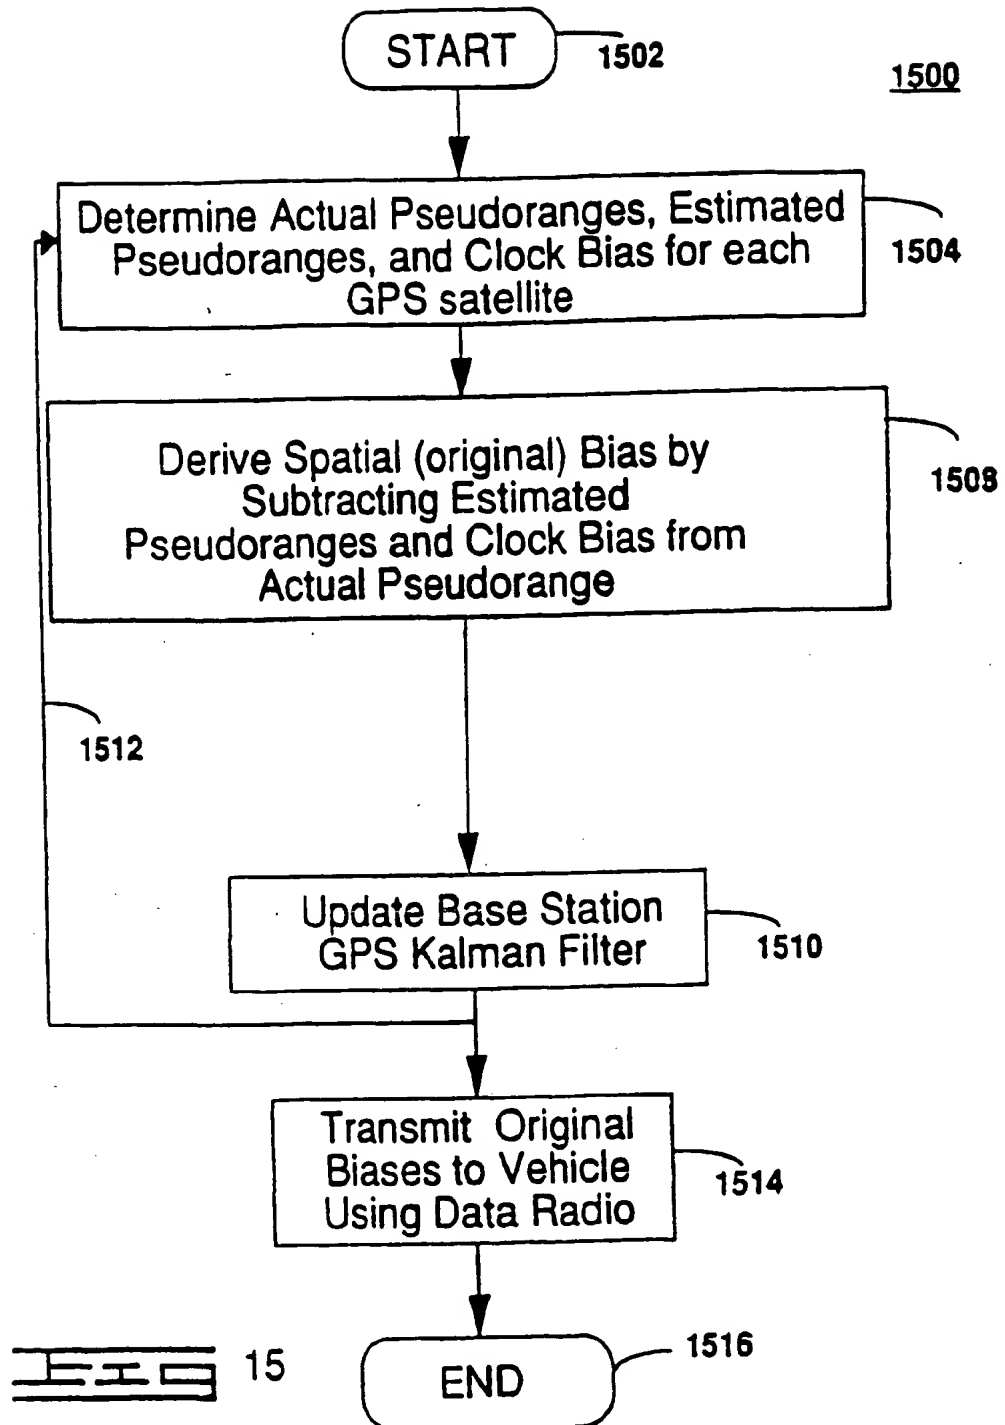 START
1502
1500
Determine Actual Pseudoranges, Estimated
Pseudoranges, and Clock Bias for each
GPS satellite
1504
Derive Spatial (original) Bias by
Subtracting Estimated
Pseudoranges and Clock Bias from
Actual Pseudorange
1508
1512
Update Base Station
GPS Kalman Filter
1510
Transmit Original
Biases to Vehicle
Using Data Radio
1514
END
1516
FIG 15